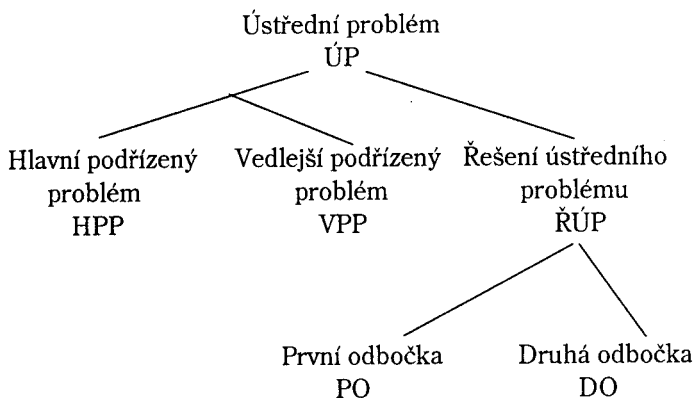 Ústřední problém
ÚP
Hlavní podřízený
problém
HPP
Vedlejší podřízený
problém
VPP
Řešení ústředního
problému
ŘÚP
První odbočka
PO
Druhá odbočka
DO